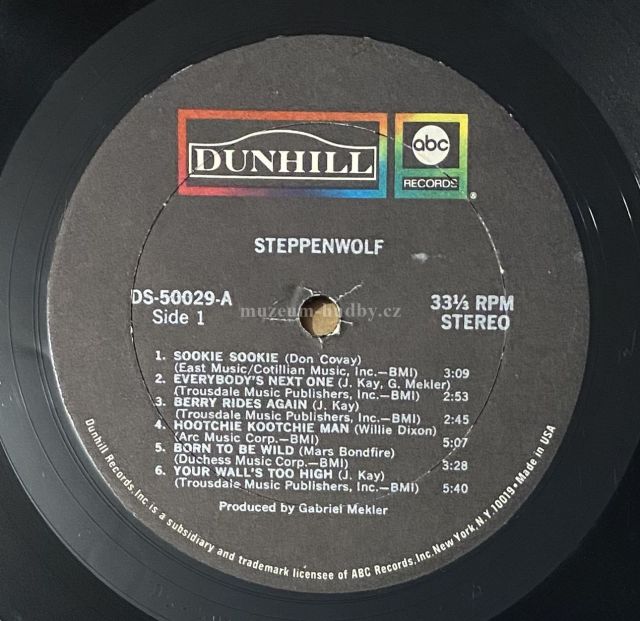 DUNHILL
abc
RECORDS
®
STEPPENWOLF
DS-50029-A
Side 1
33⅓ RPM
STEREO
muzeum-hudby.cz
1. SOOKIE SOOKIE (Don Covay)
(East Music/Cotillian Music, Inc.—BMI) 3:09
2. EVERYBODY'S NEXT ONE (J. Kay, G. Mekler)
(Trousdale Music Publishers, Inc.—BMI) 2:53
3. BERRY RIDES AGAIN (J. Kay)
(Trousdale Music Publishers, Inc.—BMI) 2:45
4. HOOTCHIE KOOTCHIE MAN (Willie Dixon)
(Arc Music Corp.—BMI) 5:07
5. BORN TO BE WILD (Mars Bondfire)
(Duchess Music Corp.—BMI) 3:28
6. YOUR WALL'S TOO HIGH (J. Kay)
(Trousdale Music Publishers, Inc.—BMI) 5:40
Produced by Gabriel Mekler
Dunhill Records, Inc. is a subsidiary and trademark licensee of ABC Records, Inc. New York, N.Y. 10019 • Made in USA